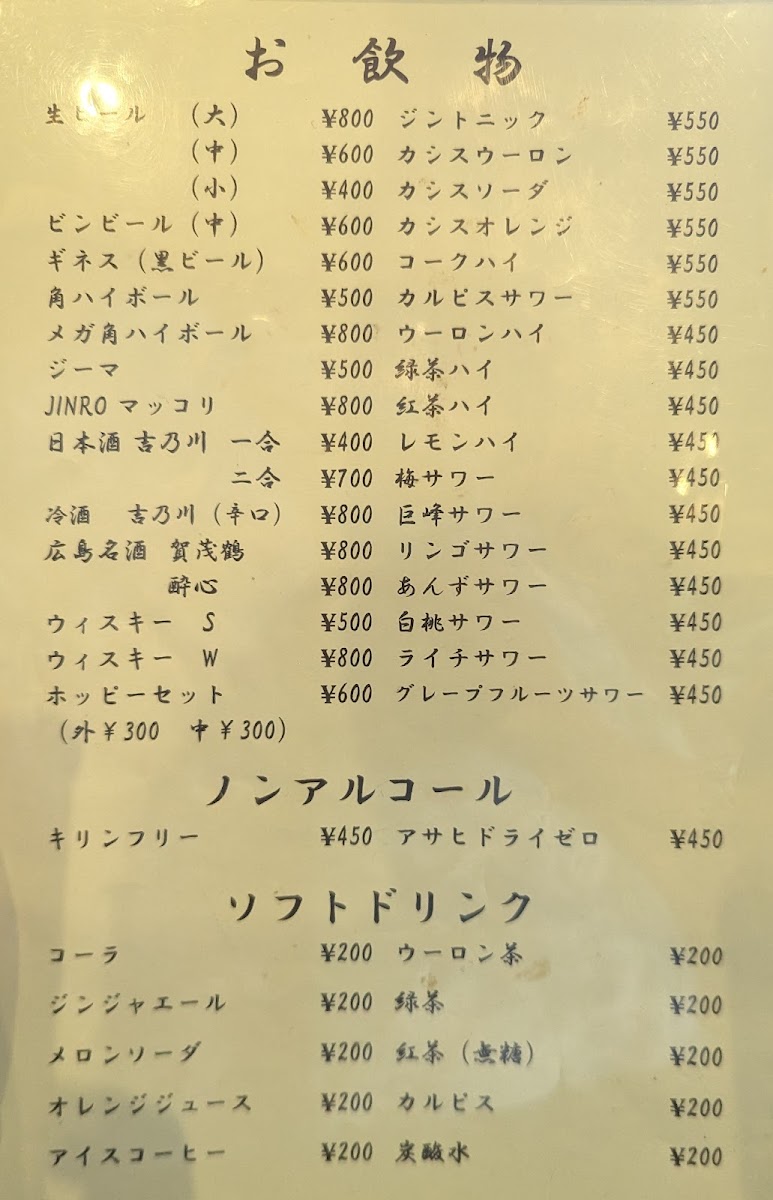 お飲物
生ビール （大） ¥800 ジントニック ¥550
（中） ¥600 カシスウーロン ¥550
（小） ¥400 カシスソーダ ¥550
ビンビール（中） ¥600 カシスオレンジ ¥550
ギネス（黒ビール） ¥600 コークハイ ¥550
角ハイボール ¥500 カルピスサワー ¥550
メガ角ハイボール ¥800 ウーロンハイ ¥450
ジーマ ¥500 緑茶ハイ ¥450
JINRO マッコリ ¥800 紅茶ハイ ¥450
日本酒 吉乃川 一合 ¥400 レモンハイ ¥450
二合 ¥700 梅サワー ¥450
冷酒 吉乃川（辛口） ¥800 巨峰サワー ¥450
広島名酒 賀茂鶴 ¥800 リンゴサワー ¥450
酔心 ¥800 あんずサワー ¥450
ウィスキー S ¥500 白桃サワー ¥450
ウィスキー W ¥800 ライチサワー ¥450
ホッピーセット ¥600 グレープフルーツサワー ¥450
（外¥300 中¥300）
ノンアルコール
キリンフリー ¥450 アサヒドライゼロ ¥450
ソフトドリンク
コーラ ¥200 ウーロン茶 ¥200
ジンジャエール ¥200 緑茶 ¥200
メロンソーダ ¥200 紅茶（無糖） ¥200
オレンジジュース ¥200 カルピス ¥200
アイスコーヒー ¥200 炭酸水 ¥200